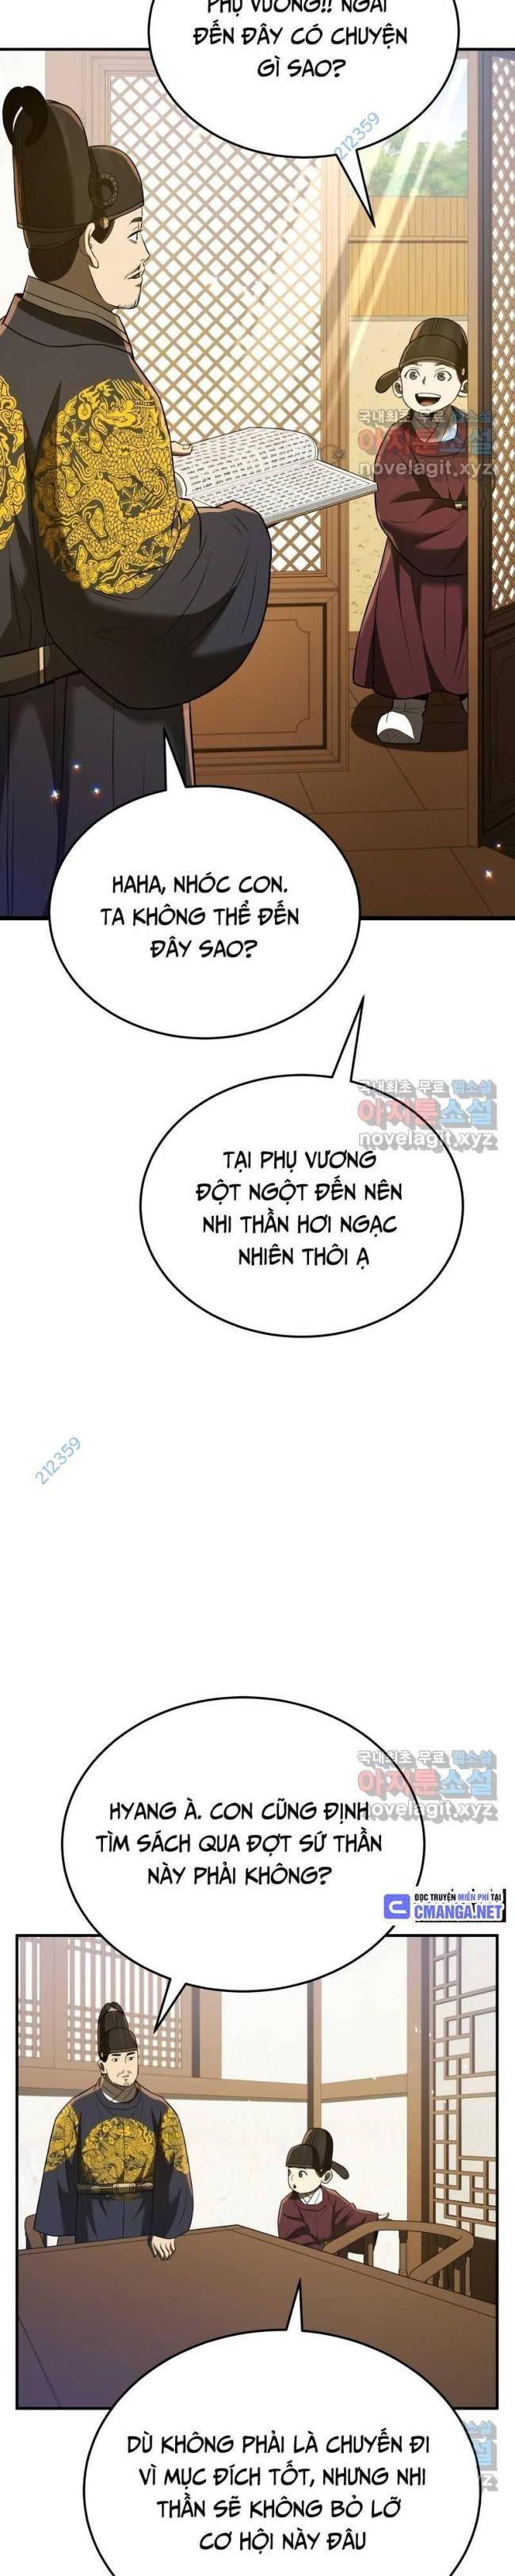 PHỤ VƯƠNG!! NGÀI
ĐẾN ĐÂY CÓ CHUYỆN
GÌ SAO?
212359
국내최초 무료 웹소설
아지툰소설
novelagit.xyz
HAHA, NHÓC CON.
TA KHÔNG THỂ ĐẾN
ĐÂY SAO?
국내최초 무료 웹소설
아지툰소설
novelagit.xyz
TẠI PHỤ VƯƠNG
ĐỘT NGỘT ĐẾN NÊN
NHI THẦN HƠI NGẠC
NHIÊN THÔI Ạ
212359
국내최초 무료 웹소설
아지툰소설
novelagit.xyz
HYANG À. CON CŨNG ĐỊNH
TÌM SÁCH QUA ĐỢT SỨ THẦN
NÀY PHẢI KHÔNG?
ĐỌC TRUYỆN MIỄN PHÍ TẠI
CMANGA.NET
DÙ KHÔNG PHẢI LÀ CHUYẾN ĐI
VÌ MỤC ĐÍCH TỐT, NHƯNG NHI
THẦN SẼ KHÔNG BỎ LỠ
CƠ HỘI NÀY ĐÂU